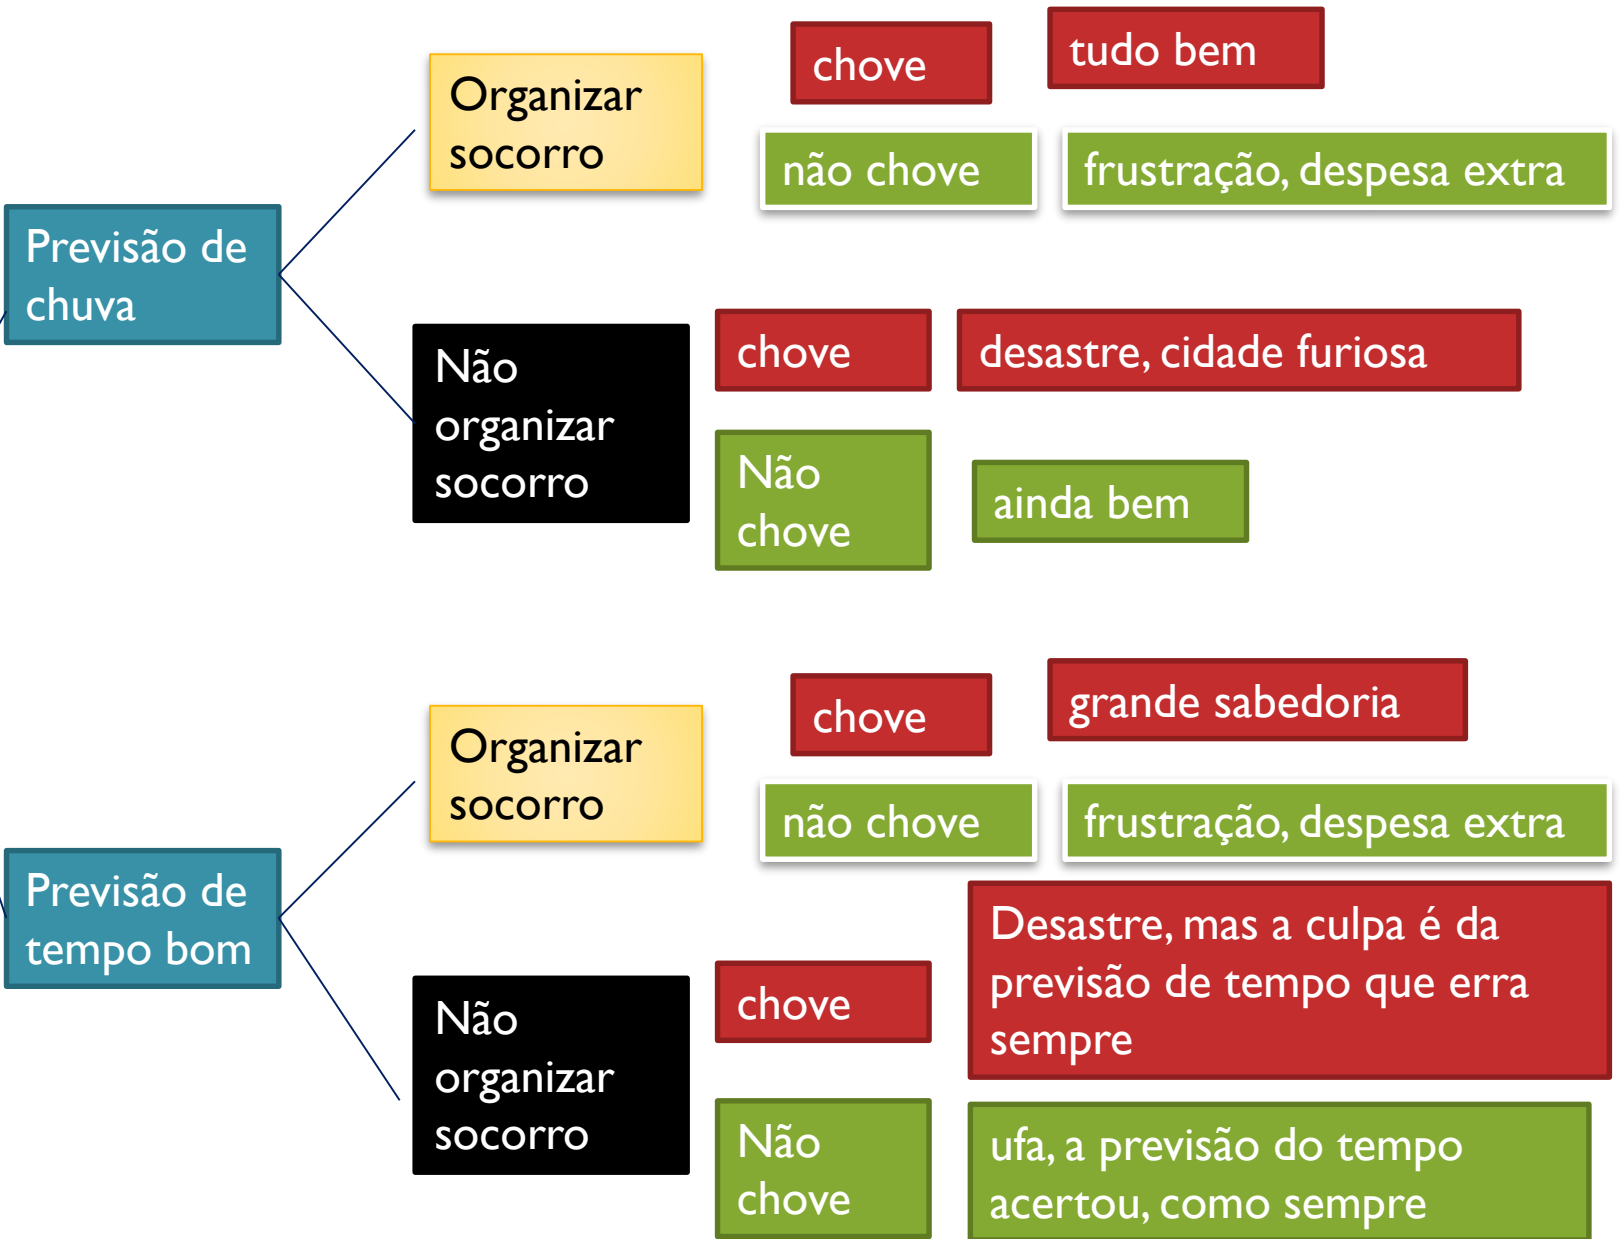 Previsão de
chuva
Organizar
socorro
chove
tudo bem
não chove
frustração, despesa extra
Não
organizar
socorro
chove
desastre, cidade furiosa
Não
chove
ainda bem
Previsão de
tempo bom
Organizar
socorro
chove
grande sabedoria
não chove
frustração, despesa extra
Não
organizar
socorro
chove
Desastre, mas a culpa é da
previsão de tempo que erra
sempre
Não
chove
ufa, a previsão do tempo
acertou, como sempre